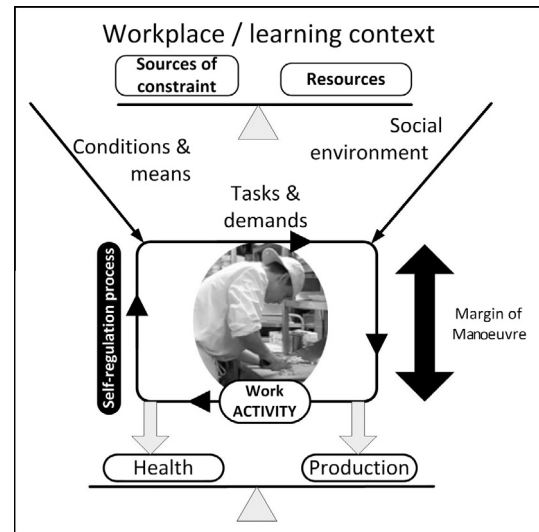 Workplace / learning context
Sources of
constraint
Resources
Conditions &
means
Social
environment
Tasks &
demands
Self-regulation process
Margin of
Manoeuvre
Work
ACTIVITY
Health
Production